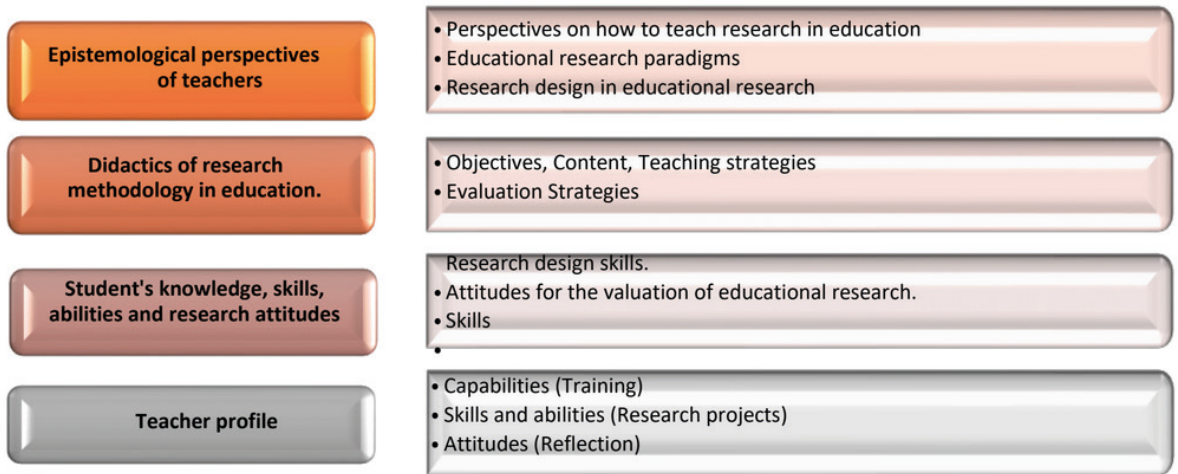 Epistemological perspectives
of teachers
• Perspectives on how to teach research in education
• Educational research paradigms
• Research design in educational research
Didactics of research
methodology in education.
• Objectives, Content, Teaching strategies
• Evaluation Strategies
Student's knowledge, skills,
abilities and research attitudes
Research design skills.
• Attitudes for the valuation of educational research.
• Skills
•
Teacher profile
• Capabilities (Training)
• Skills and abilities (Research projects)
• Attitudes (Reflection)